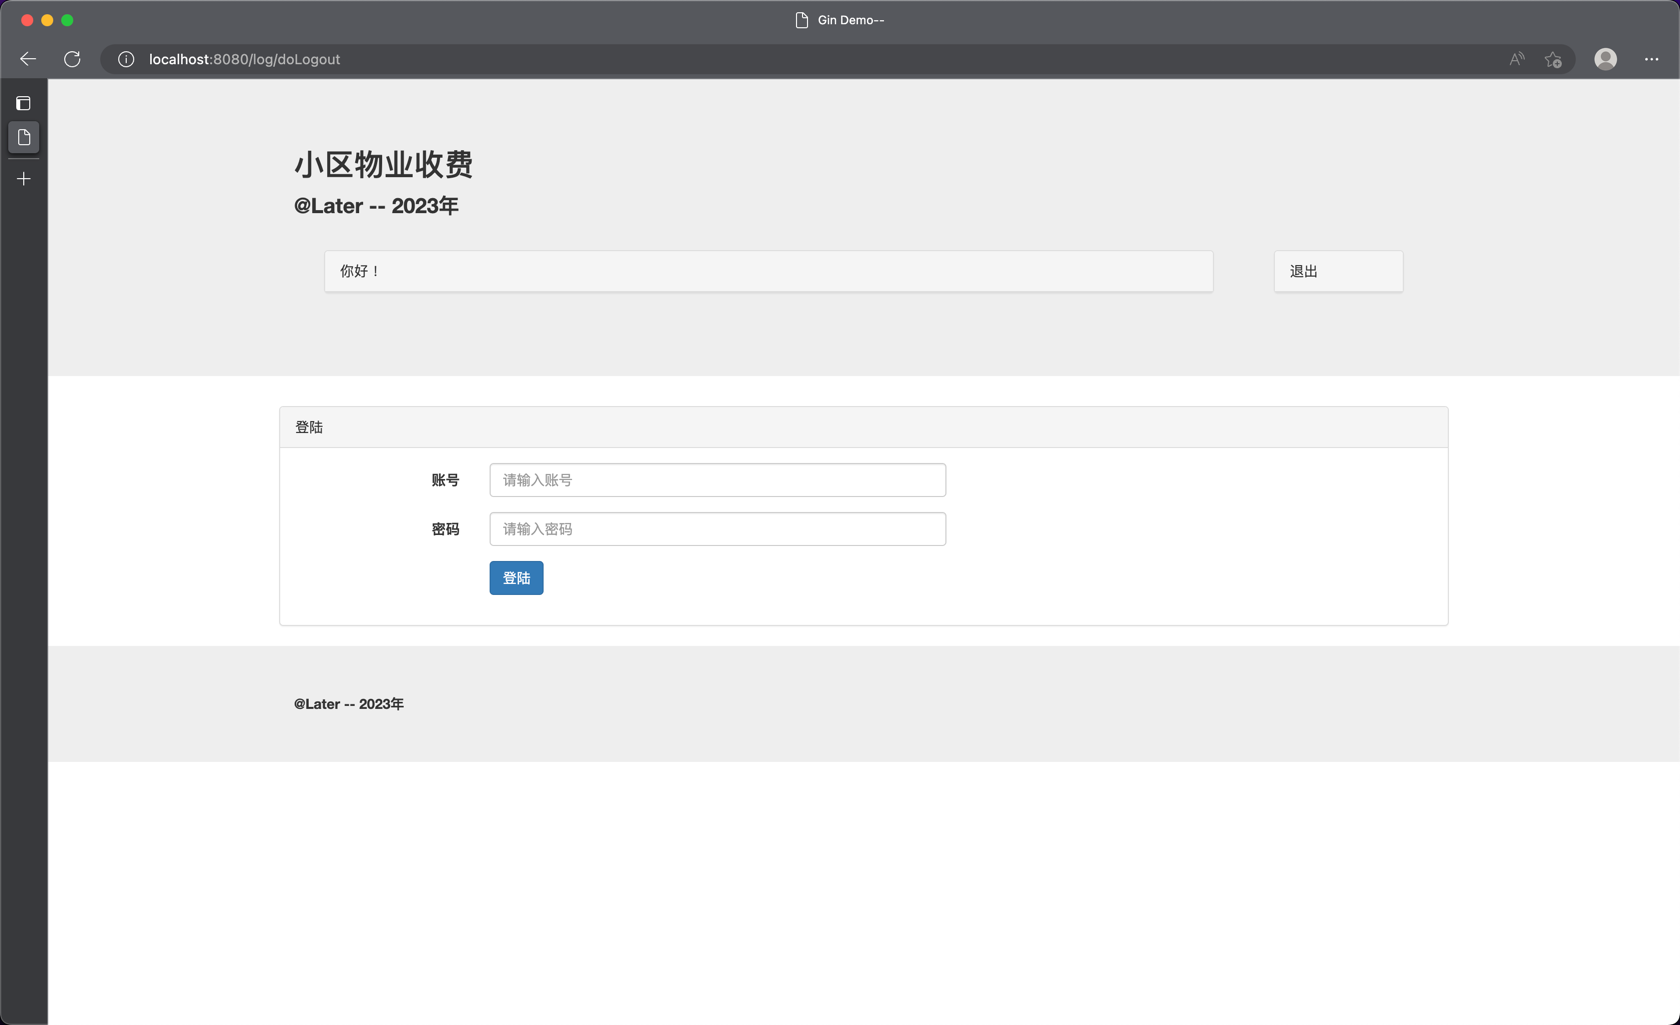 Gin Demo--
localhost:8080/log/doLogout
小区物业收费
@Later -- 2023年
你好！
退出
登陆
账号
请输入账号
密码
请输入密码
登陆
@Later -- 2023年